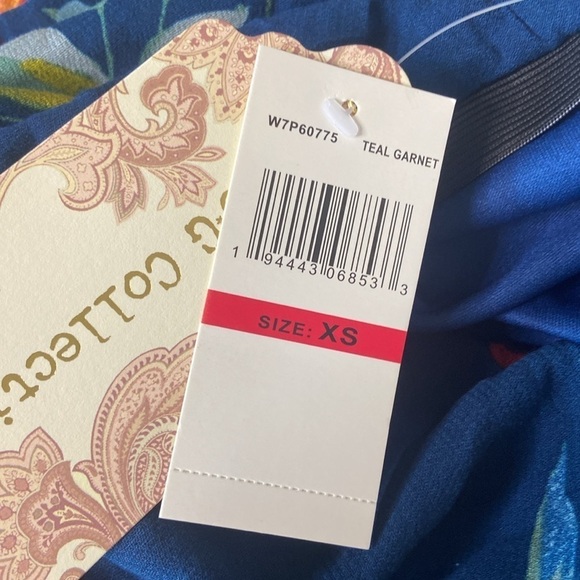 W7P60775 TEAL GARNET
1 94443 06853 3
SIZE: XS